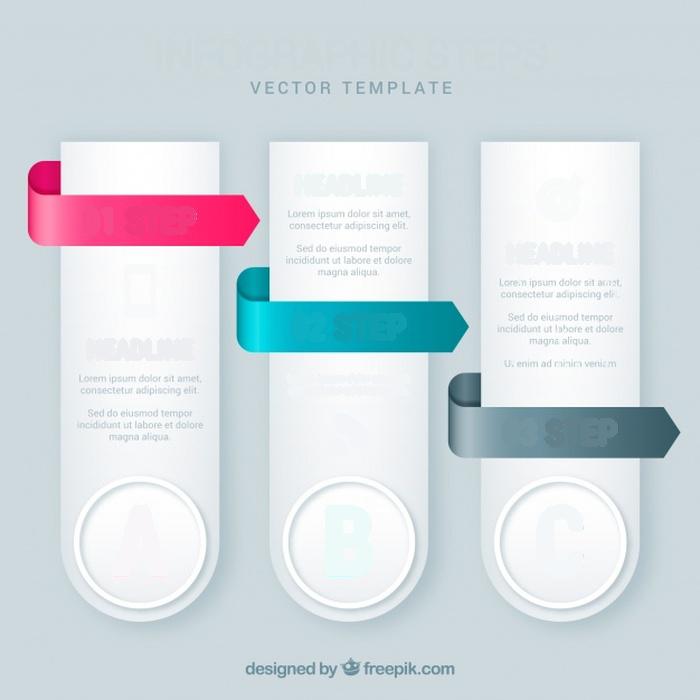 INFOGRAPHIC STEPS
VECTOR TEMPLATE
01 STEP
HEADLINE
Lorem ipsum dolor sit amet,
consectetur adipiscing elit.
Sed do eiusmod tempor
incididunt ut labore et dolore
magna aliqua.
A
HEADLINE
Lorem ipsum dolor sit amet,
consectetur adipiscing elit.
Sed do eiusmod tempor
incididunt ut labore et dolore
magna aliqua.
02 STEP
B
HEADLINE
Lorem ipsum dolor sit amet,
consectetur adipiscing elit.
Sed do eiusmod tempor
incididunt ut labore et dolore
magna aliqua.
Ut enim ad minim veniam
03 STEP
C
designed by freepik.com